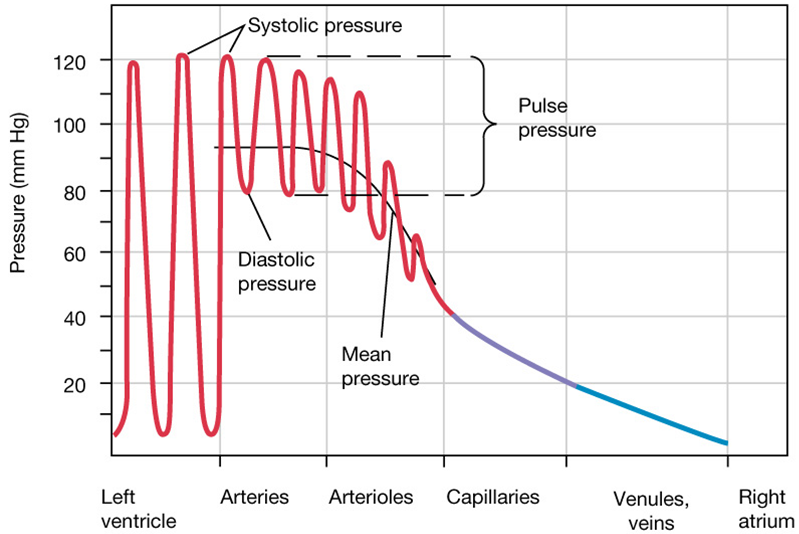 Systolic pressure
120
100
80
60
40
20
Pressure (mm Hg)
Pulse
pressure
Diastolic
pressure
Mean
pressure
Left
ventricle
Arteries
Arterioles
Capillaries
Venules,
veins
Right
atrium